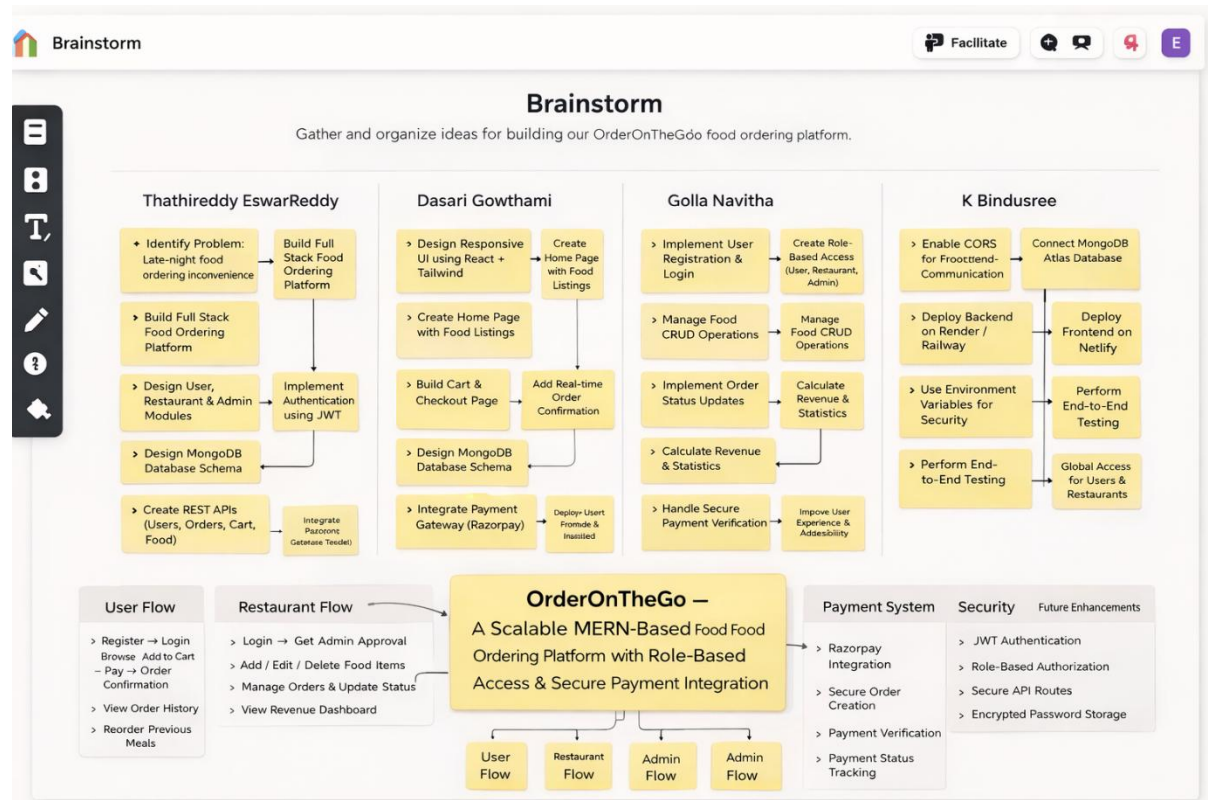 Brainstorm
Facilitate
E
Brainstorm
Gather and organize ideas for building our OrderOnTheGóo food ordering platform.
Thathireddy EswarReddy
+ Identify Problem:
Late-night food
ordering inconvenience
Build Full
Stack Food
Ordering
Platform
> Build Full Stack
Food Ordering
Platform
> Design User,
Restaurant & Admin
Modules
Implement
Authentication
using JWT
> Design MongoDB
Database Schema
> Create REST APIs
(Users, Orders, Cart,
Food)
Integrate
Dasari Gowthami
> Design Responsive
UI using React +
Tailwind
Create
Home Page
with Food
Listings
> Create Home Page
with Food Listings
> Build Cart &
Checkout Page
Add Real-time
Order
Confirmation
> Design MongoDB
Database Schema
> Integrate Payment
Gateway (Razorpay)
Golla Navitha
> Implement User
Registration &
Login
Create Role-
Based Access
(User, Restaurant,
Admin)
> Manage Food
CRUD Operations
Manage
Food CRUD
Operations
> Implement Order
Status Updates
Calculate
Revenue &
Statistics
> Calculate Revenue
& Statistics
> Handle Secure
Payment Verification
Impove User
Experience &
Addesibility
K Bindusree
> Enable CORS
for Frooctlend-
Communication
Connect MongoDB
Atlas Database
> Deploy Backend
on Render /
Railway
Deploy
Frontend on
Netlify
> Use Environment
Variables for
Security
Perform
End-to-End
Testing
> Perform End-
to-End Testing
Global Access
for Users &
Restaurants
User Flow
> Register → Login
Browse Add to Cart
– Pay → Order
Confirmation
> View Order History
> Reorder Previous
Meals
Restaurant Flow
> Login → Get Admin Approval
> Add / Edit / Delete Food Items
> Manage Orders & Update Status
> View Revenue Dashboard
OrderOnTheGo —
A Scalable MERN-Based Food Food
Ordering Platform with Role-Based
Access & Secure Payment Integration
User
Flow
Restaurant
Flow
Admin
Flow
Admin
Flow
Payment System
> Razorpay
Integration
> Secure Order
Creation
> Payment Verification
> Payment Status
Tracking
Security
Future Enhancements
> JWT Authentication
> Role-Based Authorization
> Secure API Routes
> Encrypted Password Storage